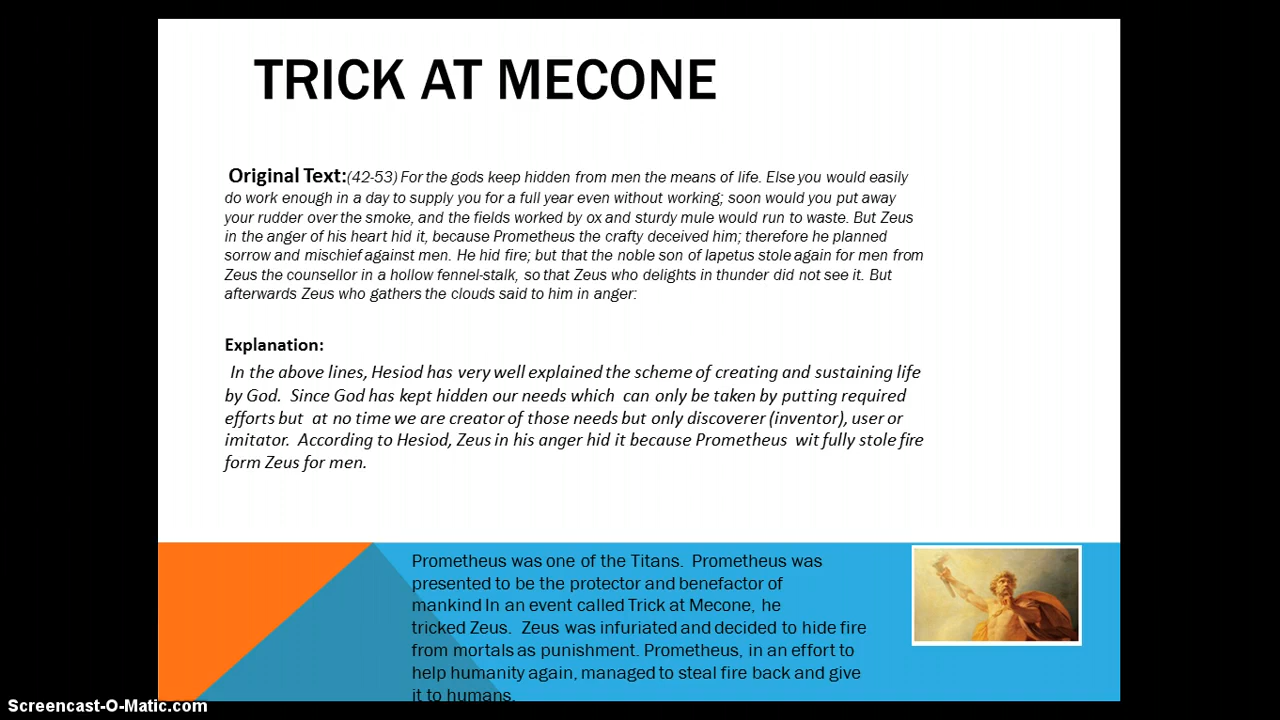 TRICK AT MECONE
Original Text:(42-53) For the gods keep hidden from men the means of life. Else you would easily
do work enough in a day to supply you for a full year even without working; soon would you put away
your rudder over the smoke, and the fields worked by ox and sturdy mule would run to waste. But Zeus
in the anger of his heart hid it, because Prometheus the crafty deceived him; therefore he planned
sorrow and mischief against men. He hid fire; but that the noble son of Iapetus stole again for men from
Zeus the counsellor in a hollow fennel-stalk, so that Zeus who delights in thunder did not see it. But
afterwards Zeus who gathers the clouds said to him in anger:
Explanation:
In the above lines, Hesiod has very well explained the scheme of creating and sustaining life
by God. Since God has kept hidden our needs which can only be taken by putting required
efforts but at no time we are creator of those needs but only discoverer (inventor), user or
imitator. According to Hesiod, Zeus in his anger hid it because Prometheus wit fully stole fire
form Zeus for men.
Prometheus was one of the Titans. Prometheus was
presented to be the protector and benefactor of
mankind In an event called Trick at Mecone, he
tricked Zeus. Zeus was infuriated and decided to hide fire
from mortals as punishment. Prometheus, in an effort to
help humanity again, managed to steal fire back and give
it to humans.
Screencast-O-Matic.com